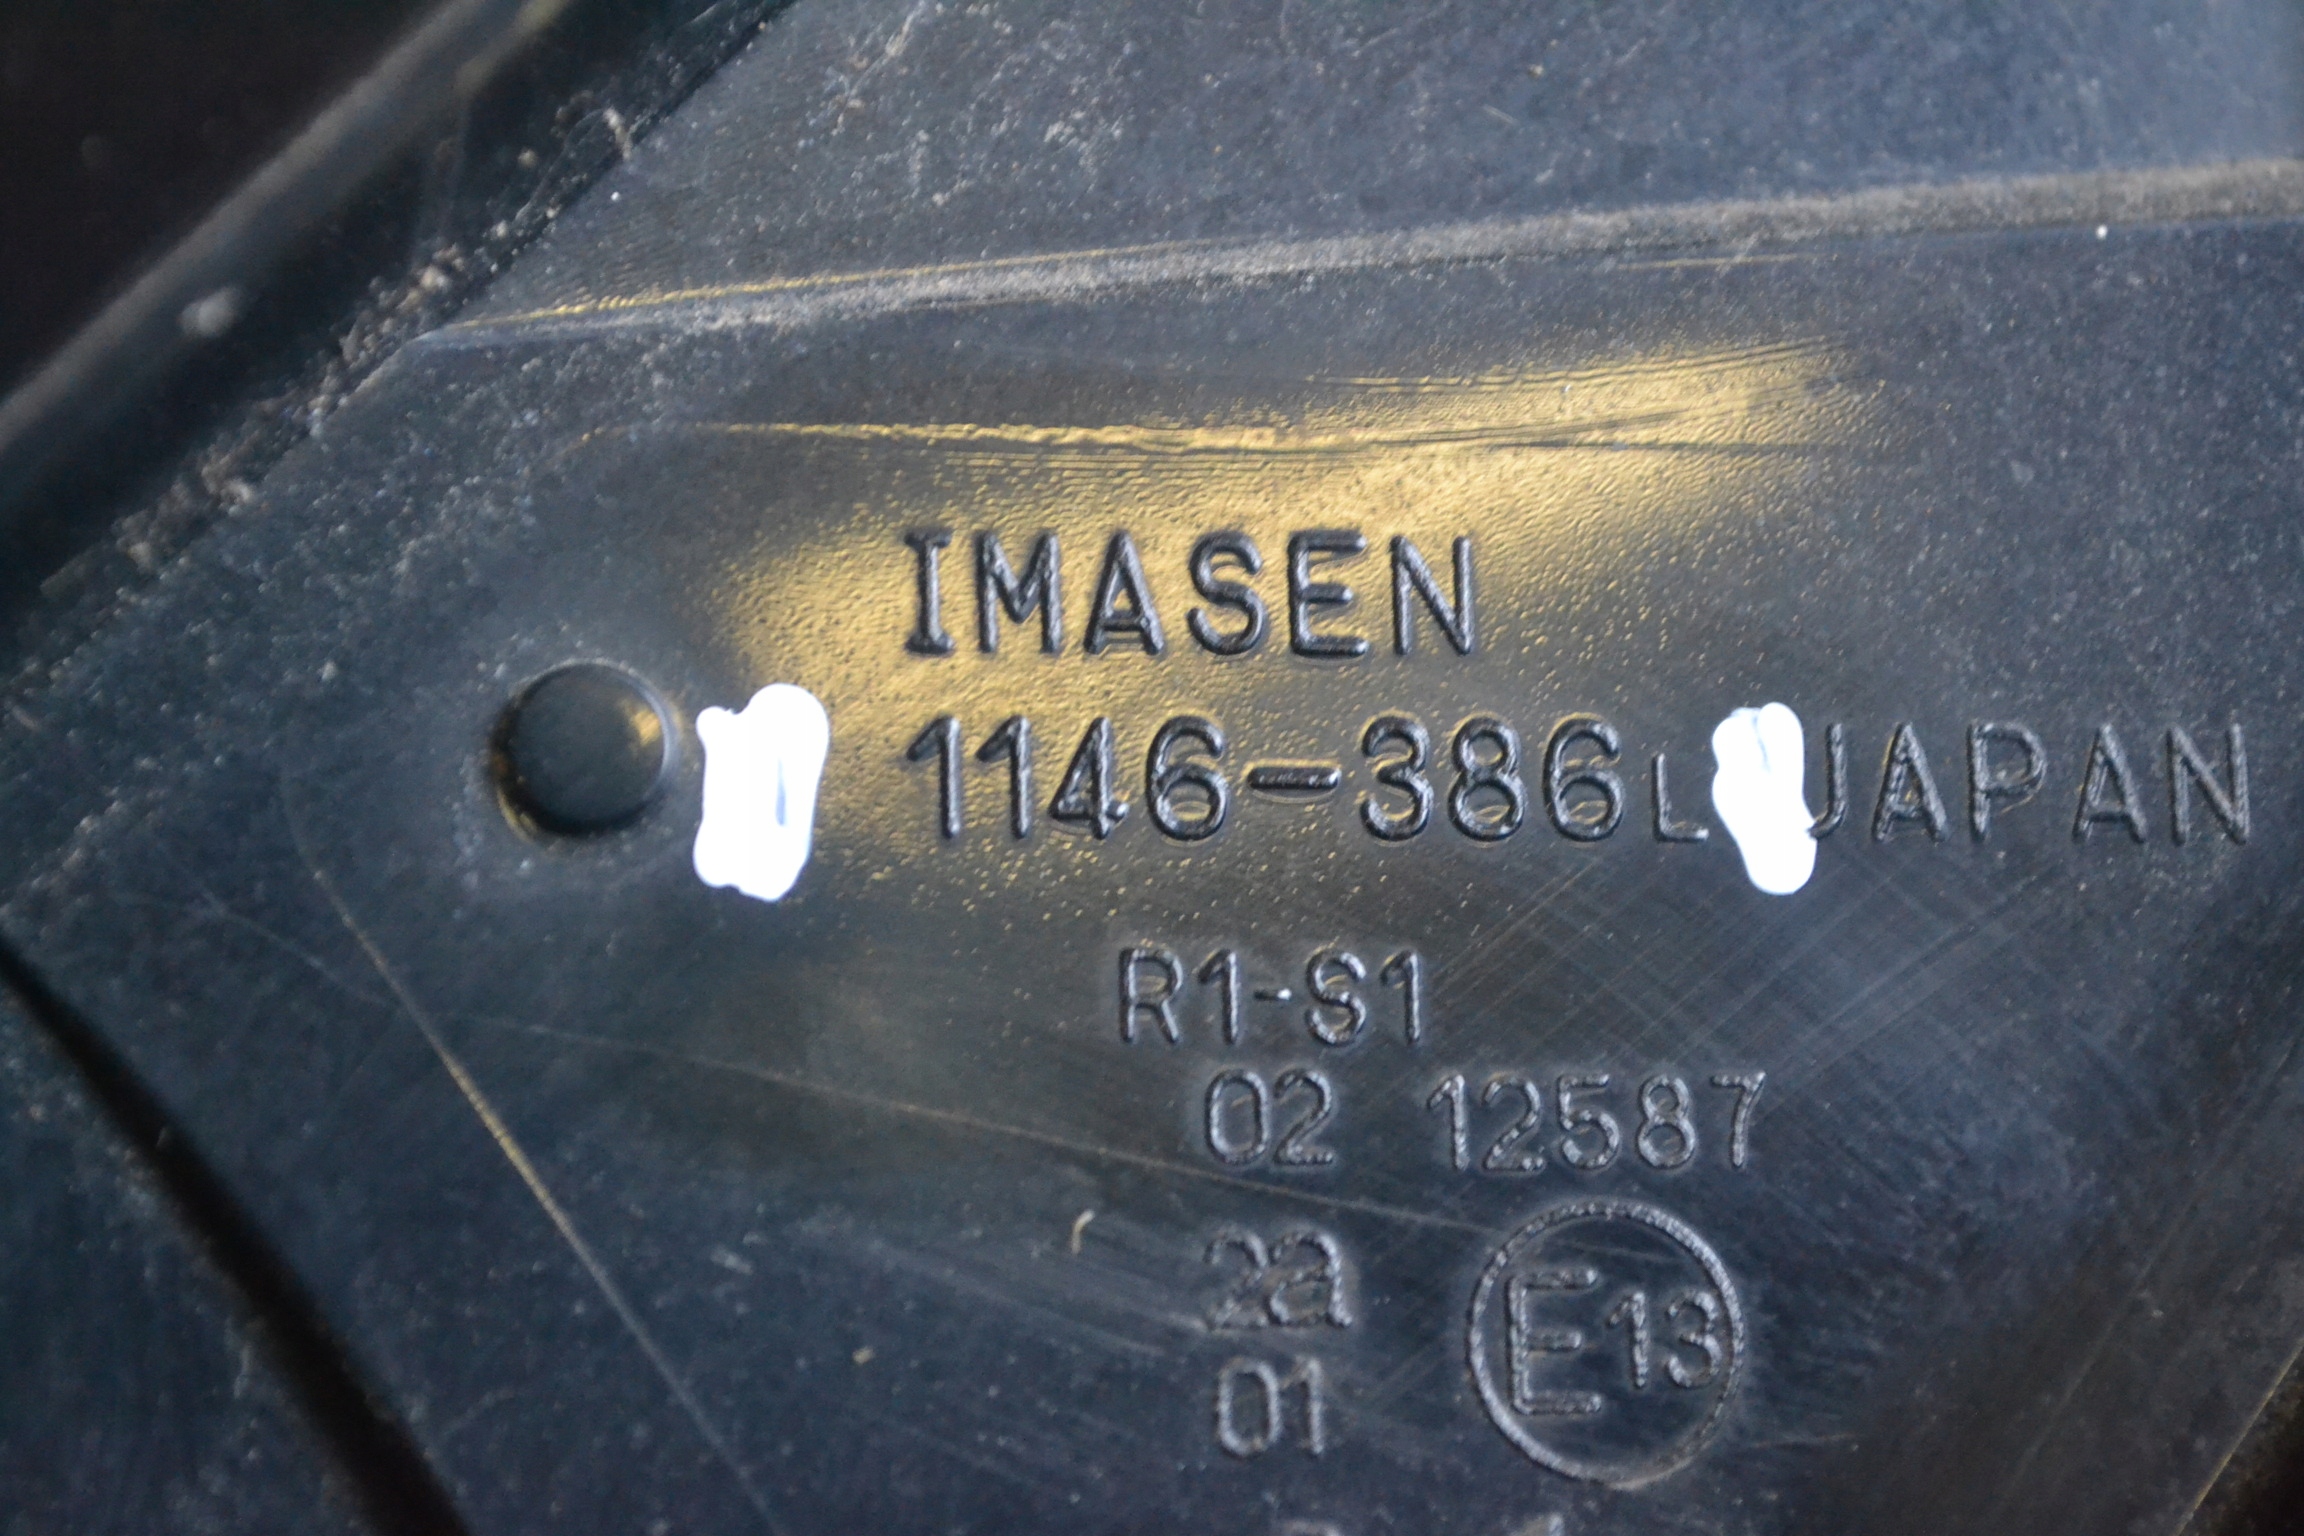 IMASEN
1146-386L JAPAN
R1-S1
02 12587
2a
01
E13